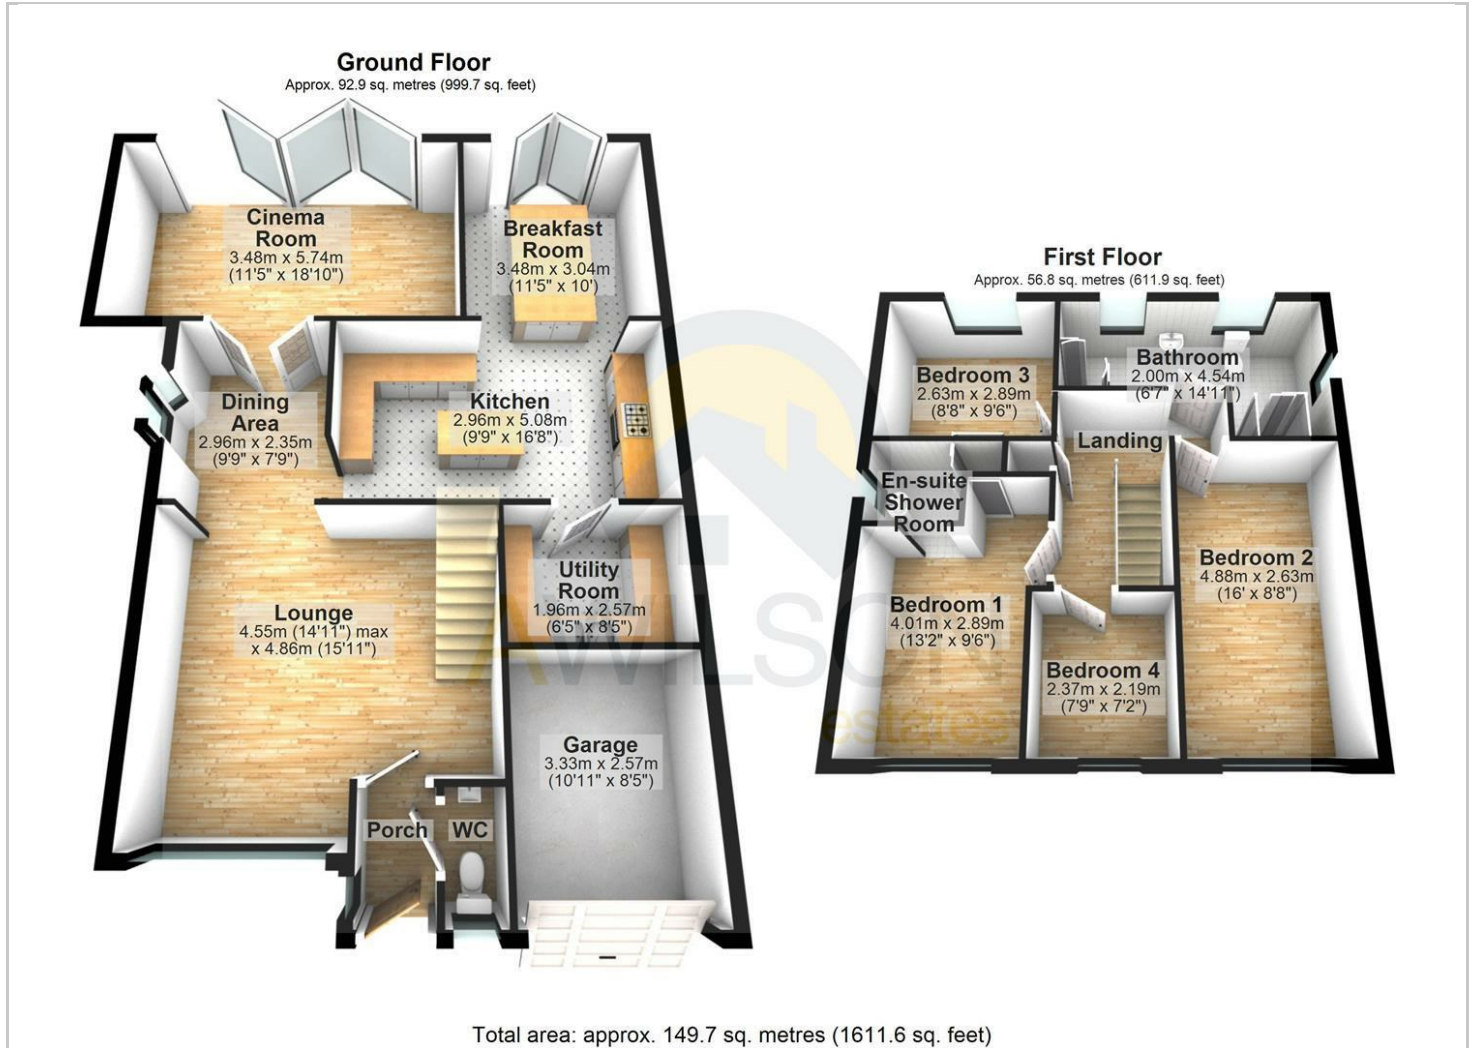 Ground Floor
Approx. 92.9 sq. metres (999.7 sq. feet)
Cinema
Room
3.48m x 5.74m
(11'5" x 18'10")
Breakfast
Room
3.48m x 3.04m
(11'5" x 10')
Dining
Area
2.96m x 2.35m
(9'9" x 7'9")
Kitchen
2.96m x 5.08m
(9'9" x 16'8")
Utility
Room
1.96m x 2.57m
(6'5" x 8'5")
Lounge
4.55m (14'11") max
x 4.86m (15'11")
Garage
3.33m x 2.57m
(10'11" x 8'5")
Porch
WC
First Floor
Approx. 56.8 sq. metres (611.9 sq. feet)
Bedroom 3
2.63m x 2.89m
(8'8" x 9'6")
Bathroom
2.00m x 4.54m
(6'7" x 14'11")
Landing
En-suite
Shower
Room
Bedroom 2
4.88m x 2.63m
(16' x 8'8")
Bedroom 1
4.01m x 2.89m
(13'2" x 9'6")
Bedroom 4
2.37m x 2.19m
(7'9" x 7'2")
AWILSON
estates
Total area: approx. 149.7 sq. metres (1611.6 sq. feet)